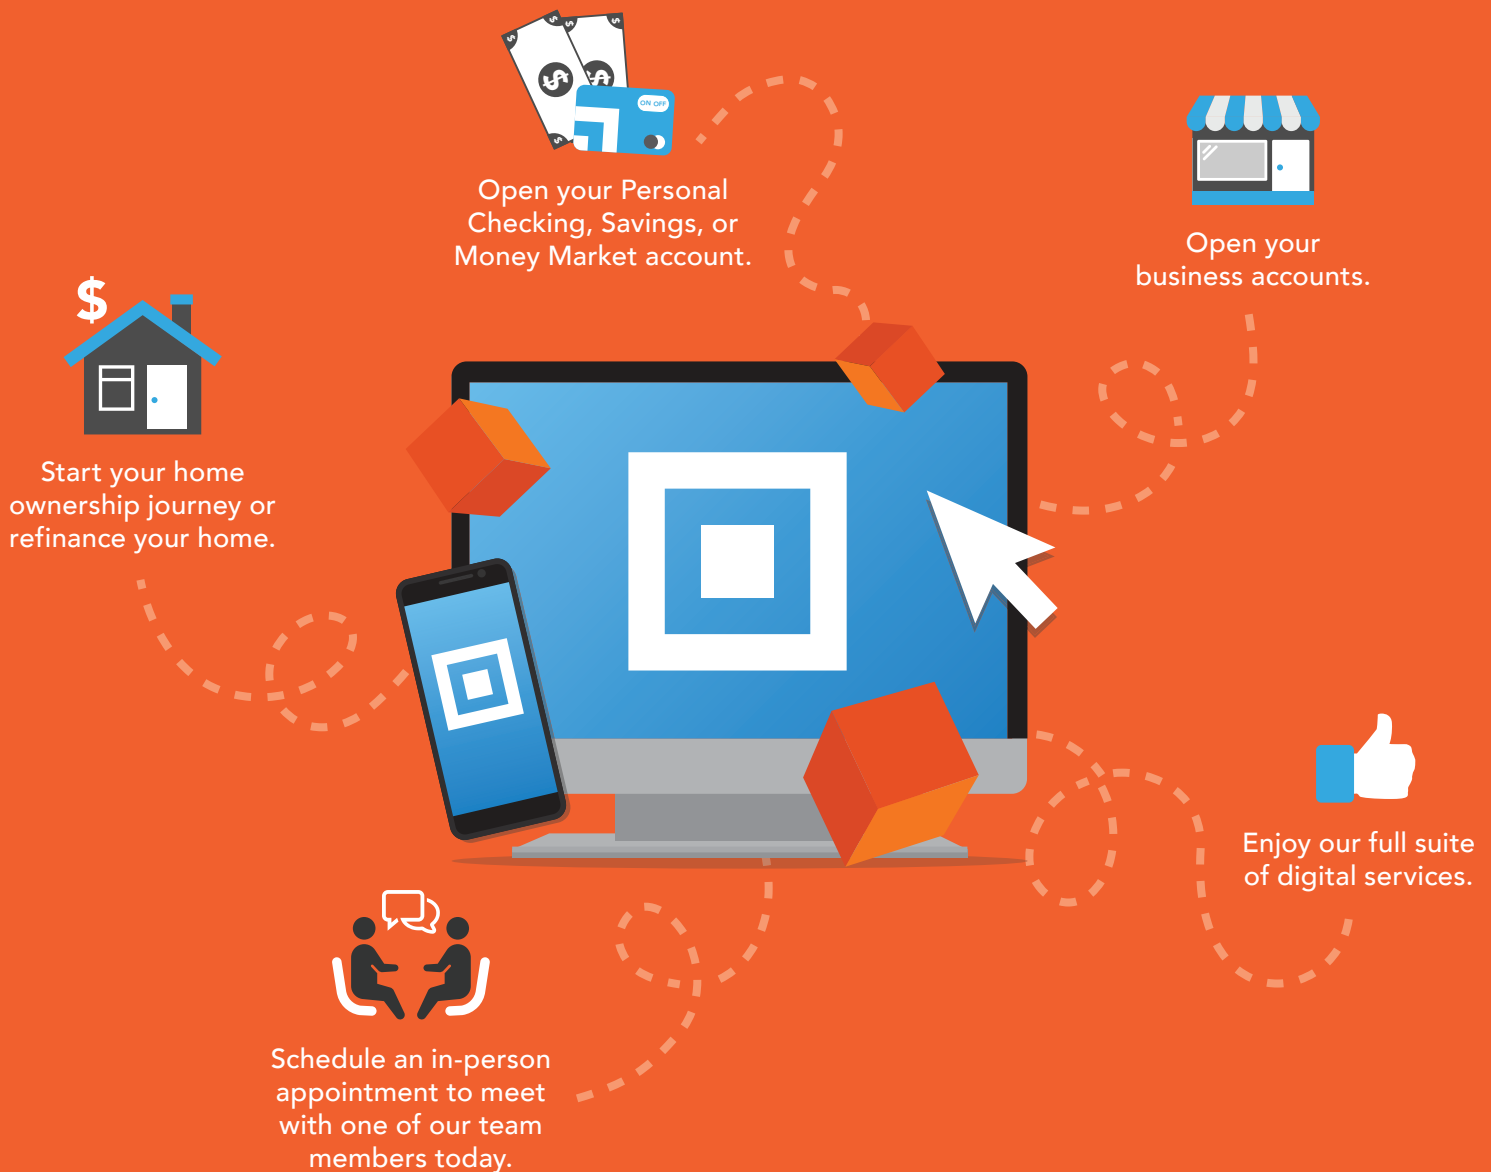 ON OFF
Open your Personal
Checking, Savings, or
Money Market account.
Open your
business accounts.
$
Start your home
ownership journey or
refinance your home.
Enjoy our full suite
of digital services.
Schedule an in-person
appointment to meet
with one of our team
members today.